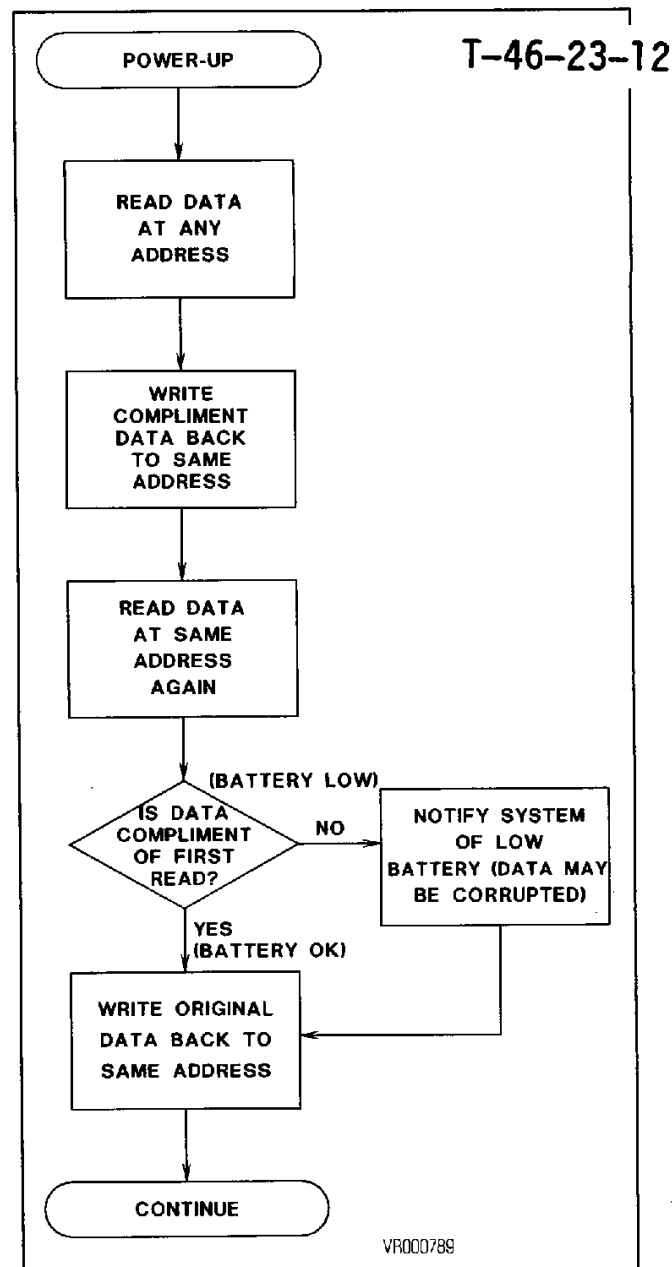 T-46-23-12
POWER-UP
READ DATA
AT ANY
ADDRESS
WRITE
COMPLIMENT
DATA BACK
TO SAME
ADDRESS
READ DATA
AT SAME
ADDRESS
AGAIN
(BATTERY LOW)
IS DATA
COMPLIMENT
OF FIRST
READ?
NO
NOTIFY SYSTEM
OF LOW
BATTERY (DATA MAY
BE CORRUPTED)
YES
(BATTERY OK)
WRITE ORIGINAL
DATA BACK TO
SAME ADDRESS
CONTINUE
VR000789